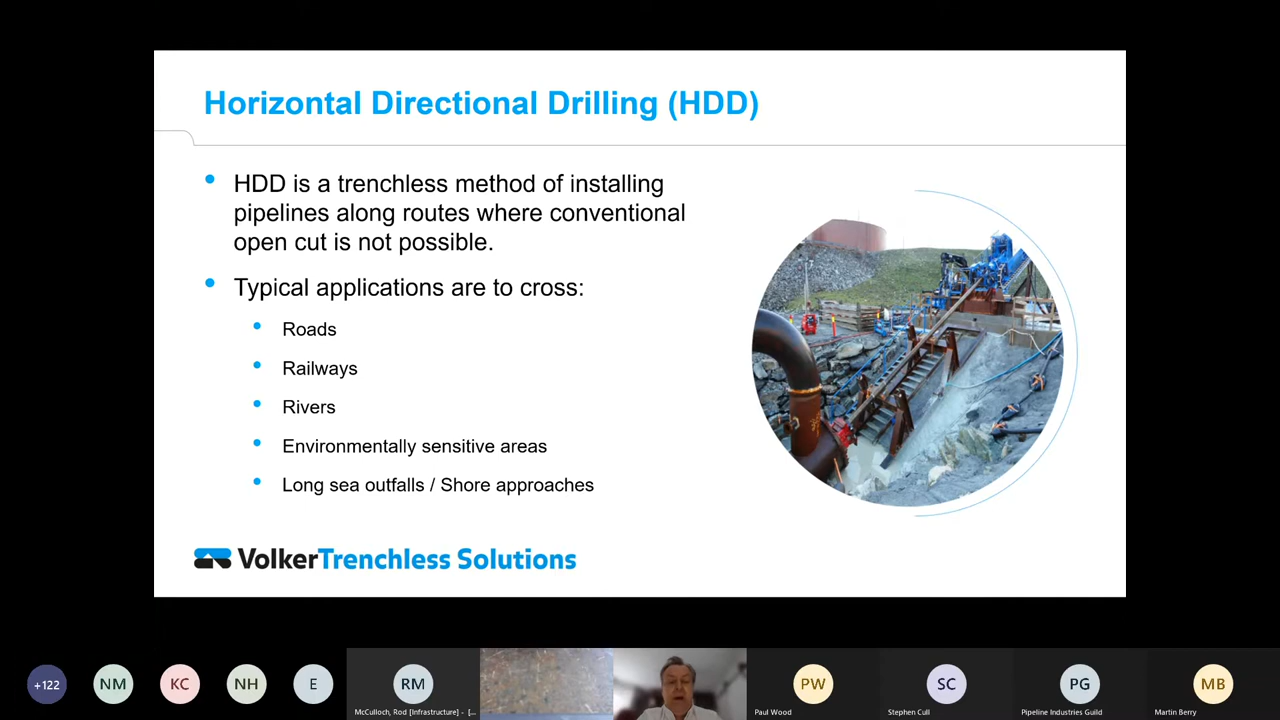 Horizontal Directional Drilling (HDD)
HDD is a trenchless method of installing
pipelines along routes where conventional
open cut is not possible.
Typical applications are to cross:
Roads
Railways
Rivers
Environmentally sensitive areas
Long sea outfalls / Shore approaches
VolkerTrenchless Solutions
+122
NM
KC
NH
E
RM
PW
SC
PG
MB
McCulloch, Rod [Infrastructure] - [...
Paul Wood
Stephen Cull
Pipeline Industries Guild
Martin Berry